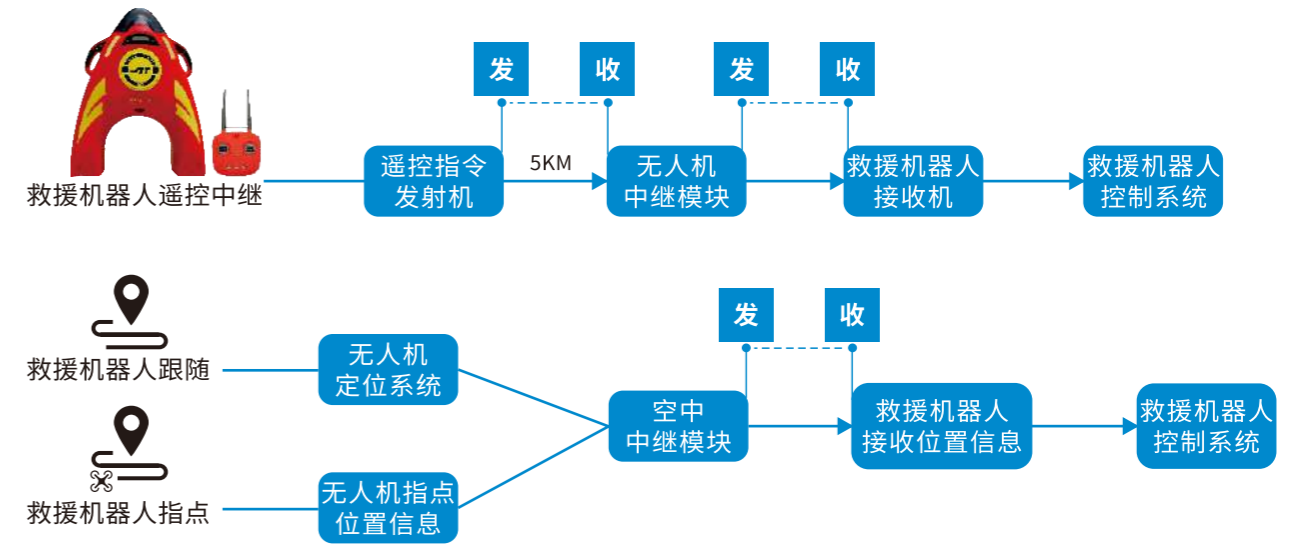 发 收 发 收
救援机器人遥控中继
遥控指令
发射机
5KM
无人机
中继模块
救援机器人
接收机
救援机器人
控制系统
救援机器人跟随
无人机
定位系统
救援机器人指点
无人机指点
位置信息
发 收
空中
中继模块
救援机器人
接收位置信息
救援机器人
控制系统